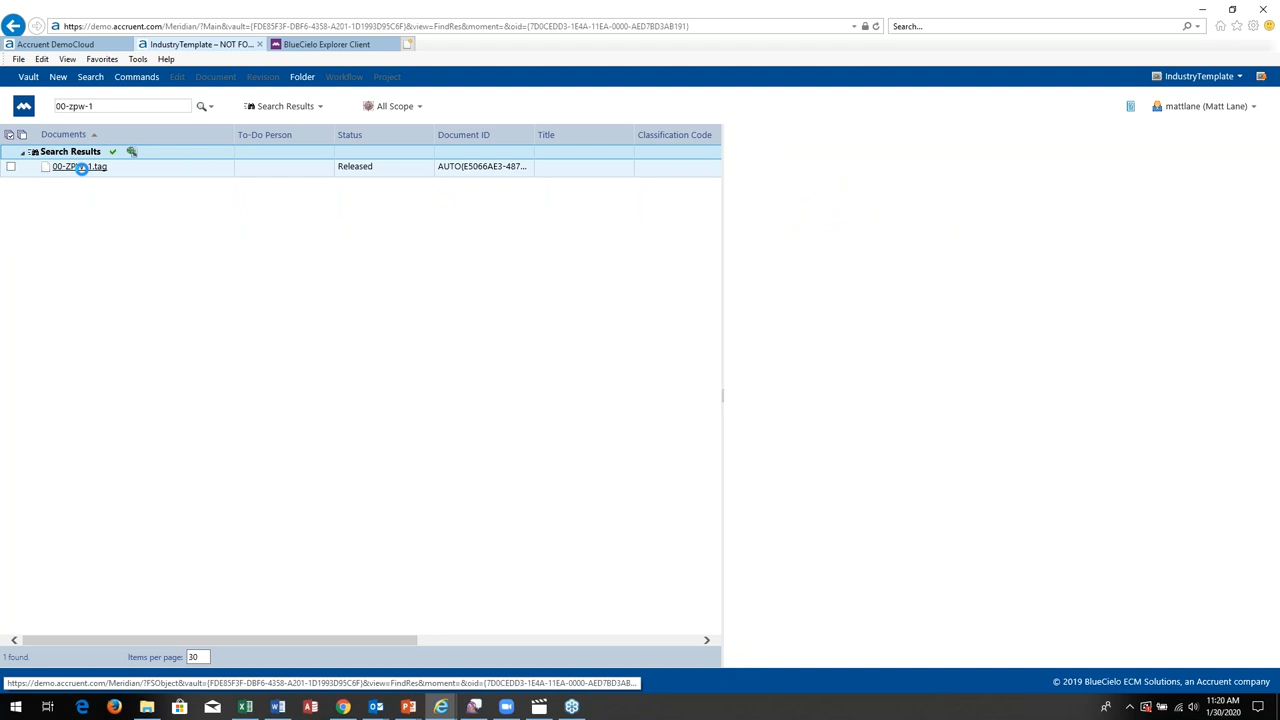 https://demo.accruent.com/Meridian/?Main&vault={FDE85F3F-DBF6-4358-A201-1D1993D95C6F}&view=FindRes&moment=&oid={7D0CEDD3-1E4A-11EA-0000-AED7BD3AB191}
Search...
Accruent DemoCloud
IndustryTemplate – NOT FO...
BlueCielo Explorer Client
File Edit View Favorites Tools Help
Vault New Search Commands Edit Document Revision Folder Workflow Project
IndustryTemplate
00-zpw-1
Search Results
All Scope
mattlane (Matt Lane)
Documents To-Do Person Status Document ID Title Classification Code
Search Results
00-ZPW-1.tag Released AUTO{E5066AE3-487...
1 found.
Items per page: 30
https://demo.accruent.com/Meridian/?FSObject&vault={FDE85F3F-DBF6-4358-A201-1D1993D95C6F}&view=FindRes&moment=&oid={7D0CEDD3-1E4A-11EA-0000-AED7BD3AB...
© 2019 BlueCielo ECM Solutions, an Accruent company
11:20 AM
1/30/2020